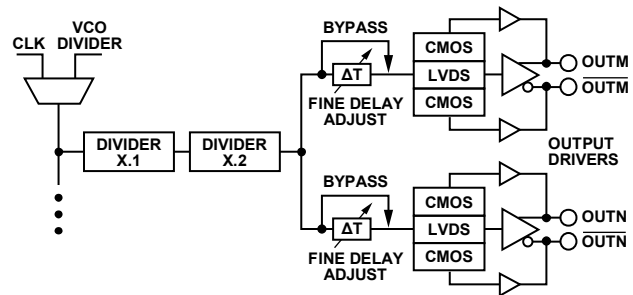 VCO
CLK DIVIDER
DIVIDER
X.1
DIVIDER
X.2
BYPASS
ΔT
FINE DELAY
ADJUST
CMOS
LVDS
CMOS
OUTM
OUTM
OUTPUT
DRIVERS
BYPASS
ΔT
FINE DELAY
ADJUST
CMOS
LVDS
CMOS
OUTN
OUTN